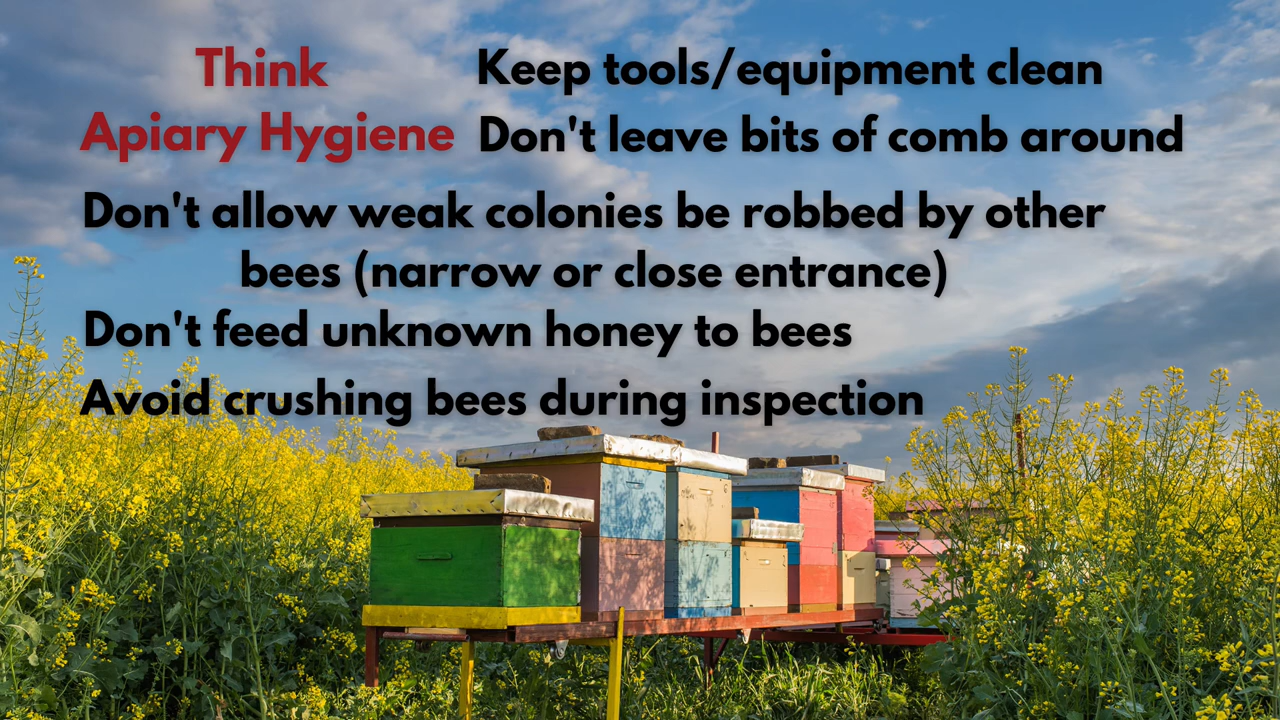 Think
Apiary Hygiene
Keep tools/equipment clean
Don't leave bits of comb around
Don't allow weak colonies be robbed by other
bees (narrow or close entrance)
Don't feed unknown honey to bees
Avoid crushing bees during inspection